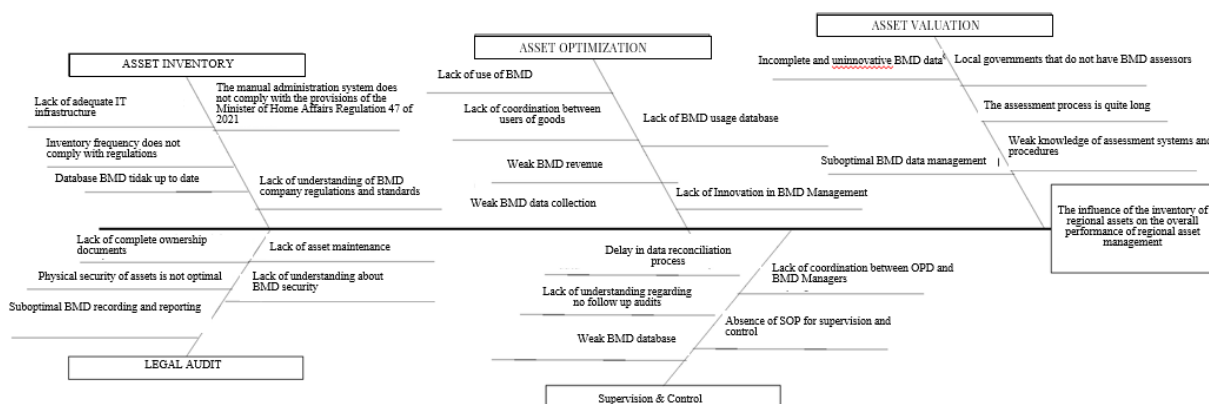 ASSET INVENTORY
Lack of adequate IT
infrastructure
The manual administration system does
not comply with the provisions of the
Minister of Home Affairs Regulation 47 of
2021
Inventory frequency does not
comply with regulations
Database BMD tidak up to date
Lack of understanding of BMD
company regulations and standards
ASSET OPTIMIZATION
Lack of use of BMD
Lack of coordination between
users of goods
Lack of BMD usage database
Weak BMD revenue
Lack of Innovation in BMD Management
Weak BMD data collection
ASSET VALUATION
Incomplete and uninnovative BMD data
Local governments that do not have BMD assessors
The assessment process is quite long
Weak knowledge of assessment systems and
procedures
Suboptimal BMD data management
The influence of the inventory of
regional assets on the overall
performance of regional asset
management
Lack of complete ownership
documents
Lack of asset maintenance
Physical security of assets is not optimal
Lack of understanding about
BMD security
Suboptimal BMD recording and reporting
LEGAL AUDIT
Delay in data reconciliation
process
Lack of coordination between OPD and
BMD Managers
Lack of understanding regarding
no follow up audits
Absence of SOP for supervision and
control
Weak BMD database
Supervision & Control